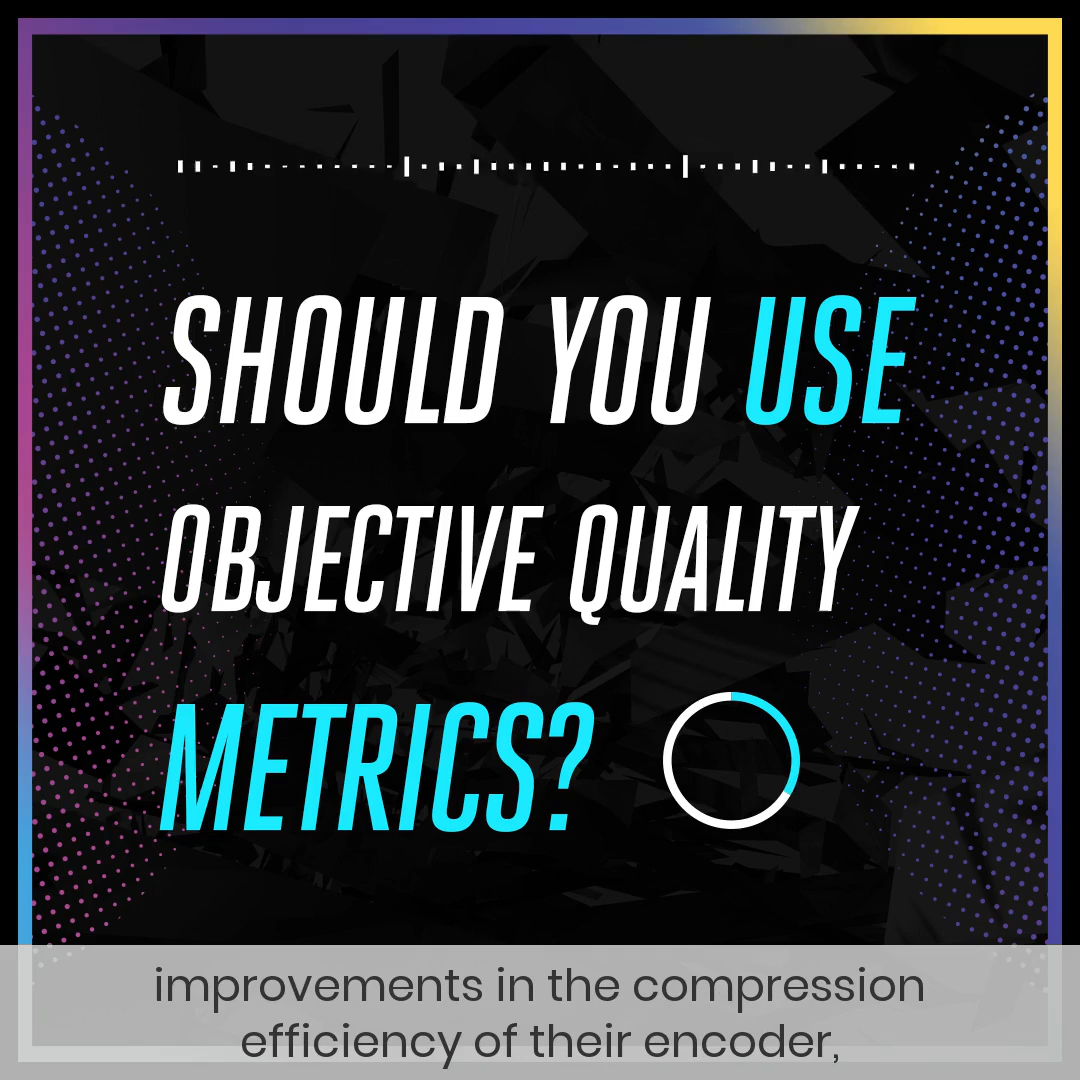 SHOULD YOU USE
OBJECTIVE QUALITY
METRICS?
improvements in the compression
efficiency of their encoder,